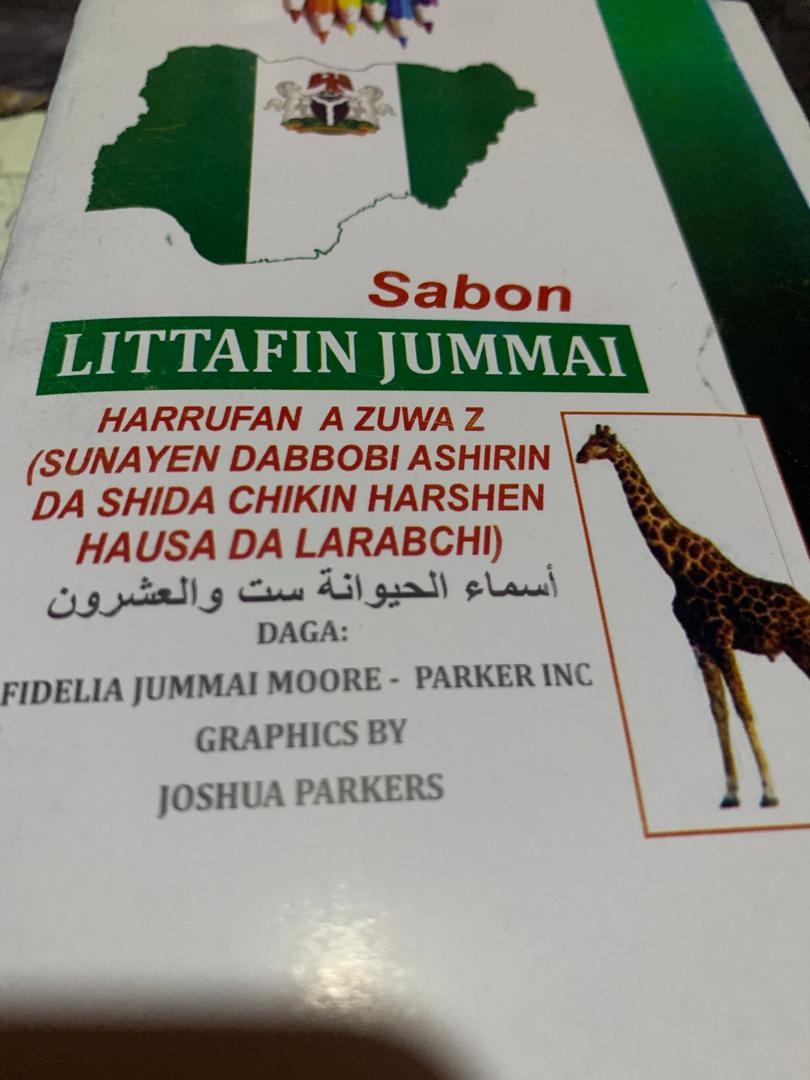 Sabon
LITTAFIN JUMMAI
HARRUFAN A ZUWA Z
(SUNAYEN DABBOBI ASHIRIN
DA SHIDA CHIKIN HARSHEN
HAUSA DA LARABCHI)
أسماء الحيوانة ست والعشرون
DAGA:
FIDELIA JUMMAI MOORE - PARKER INC
GRAPHICS BY
JOSHUA PARKERS